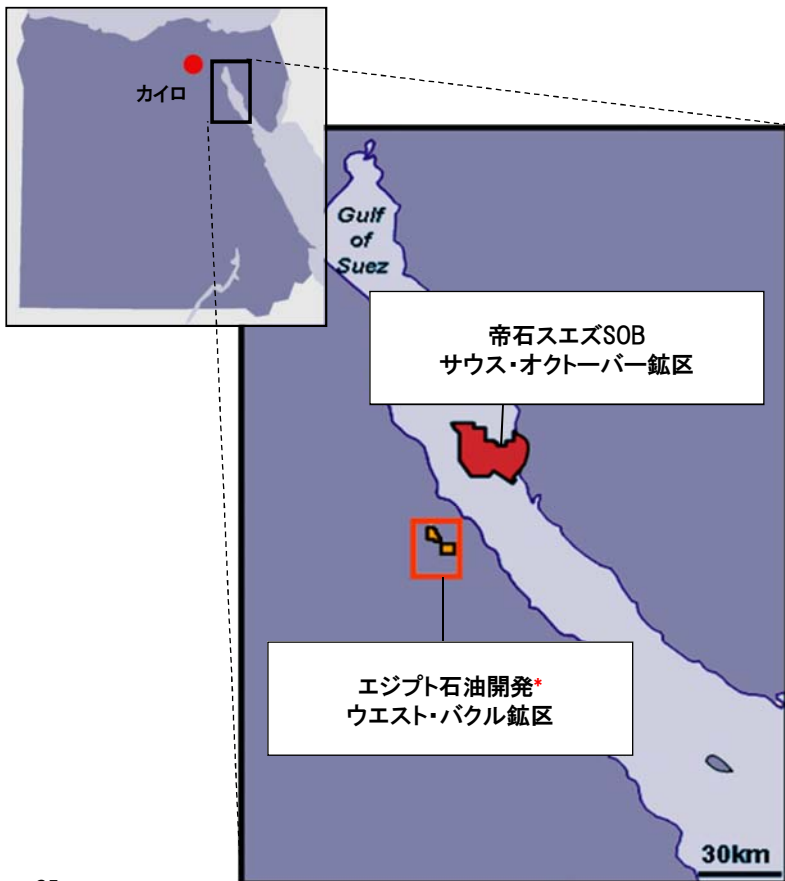 カイロ
Gulf
of
Suez
帝石スエズSOB
サウス・オクトーバー鉱区
エジプト石油開発*
ウエスト・バクル鉱区
30km